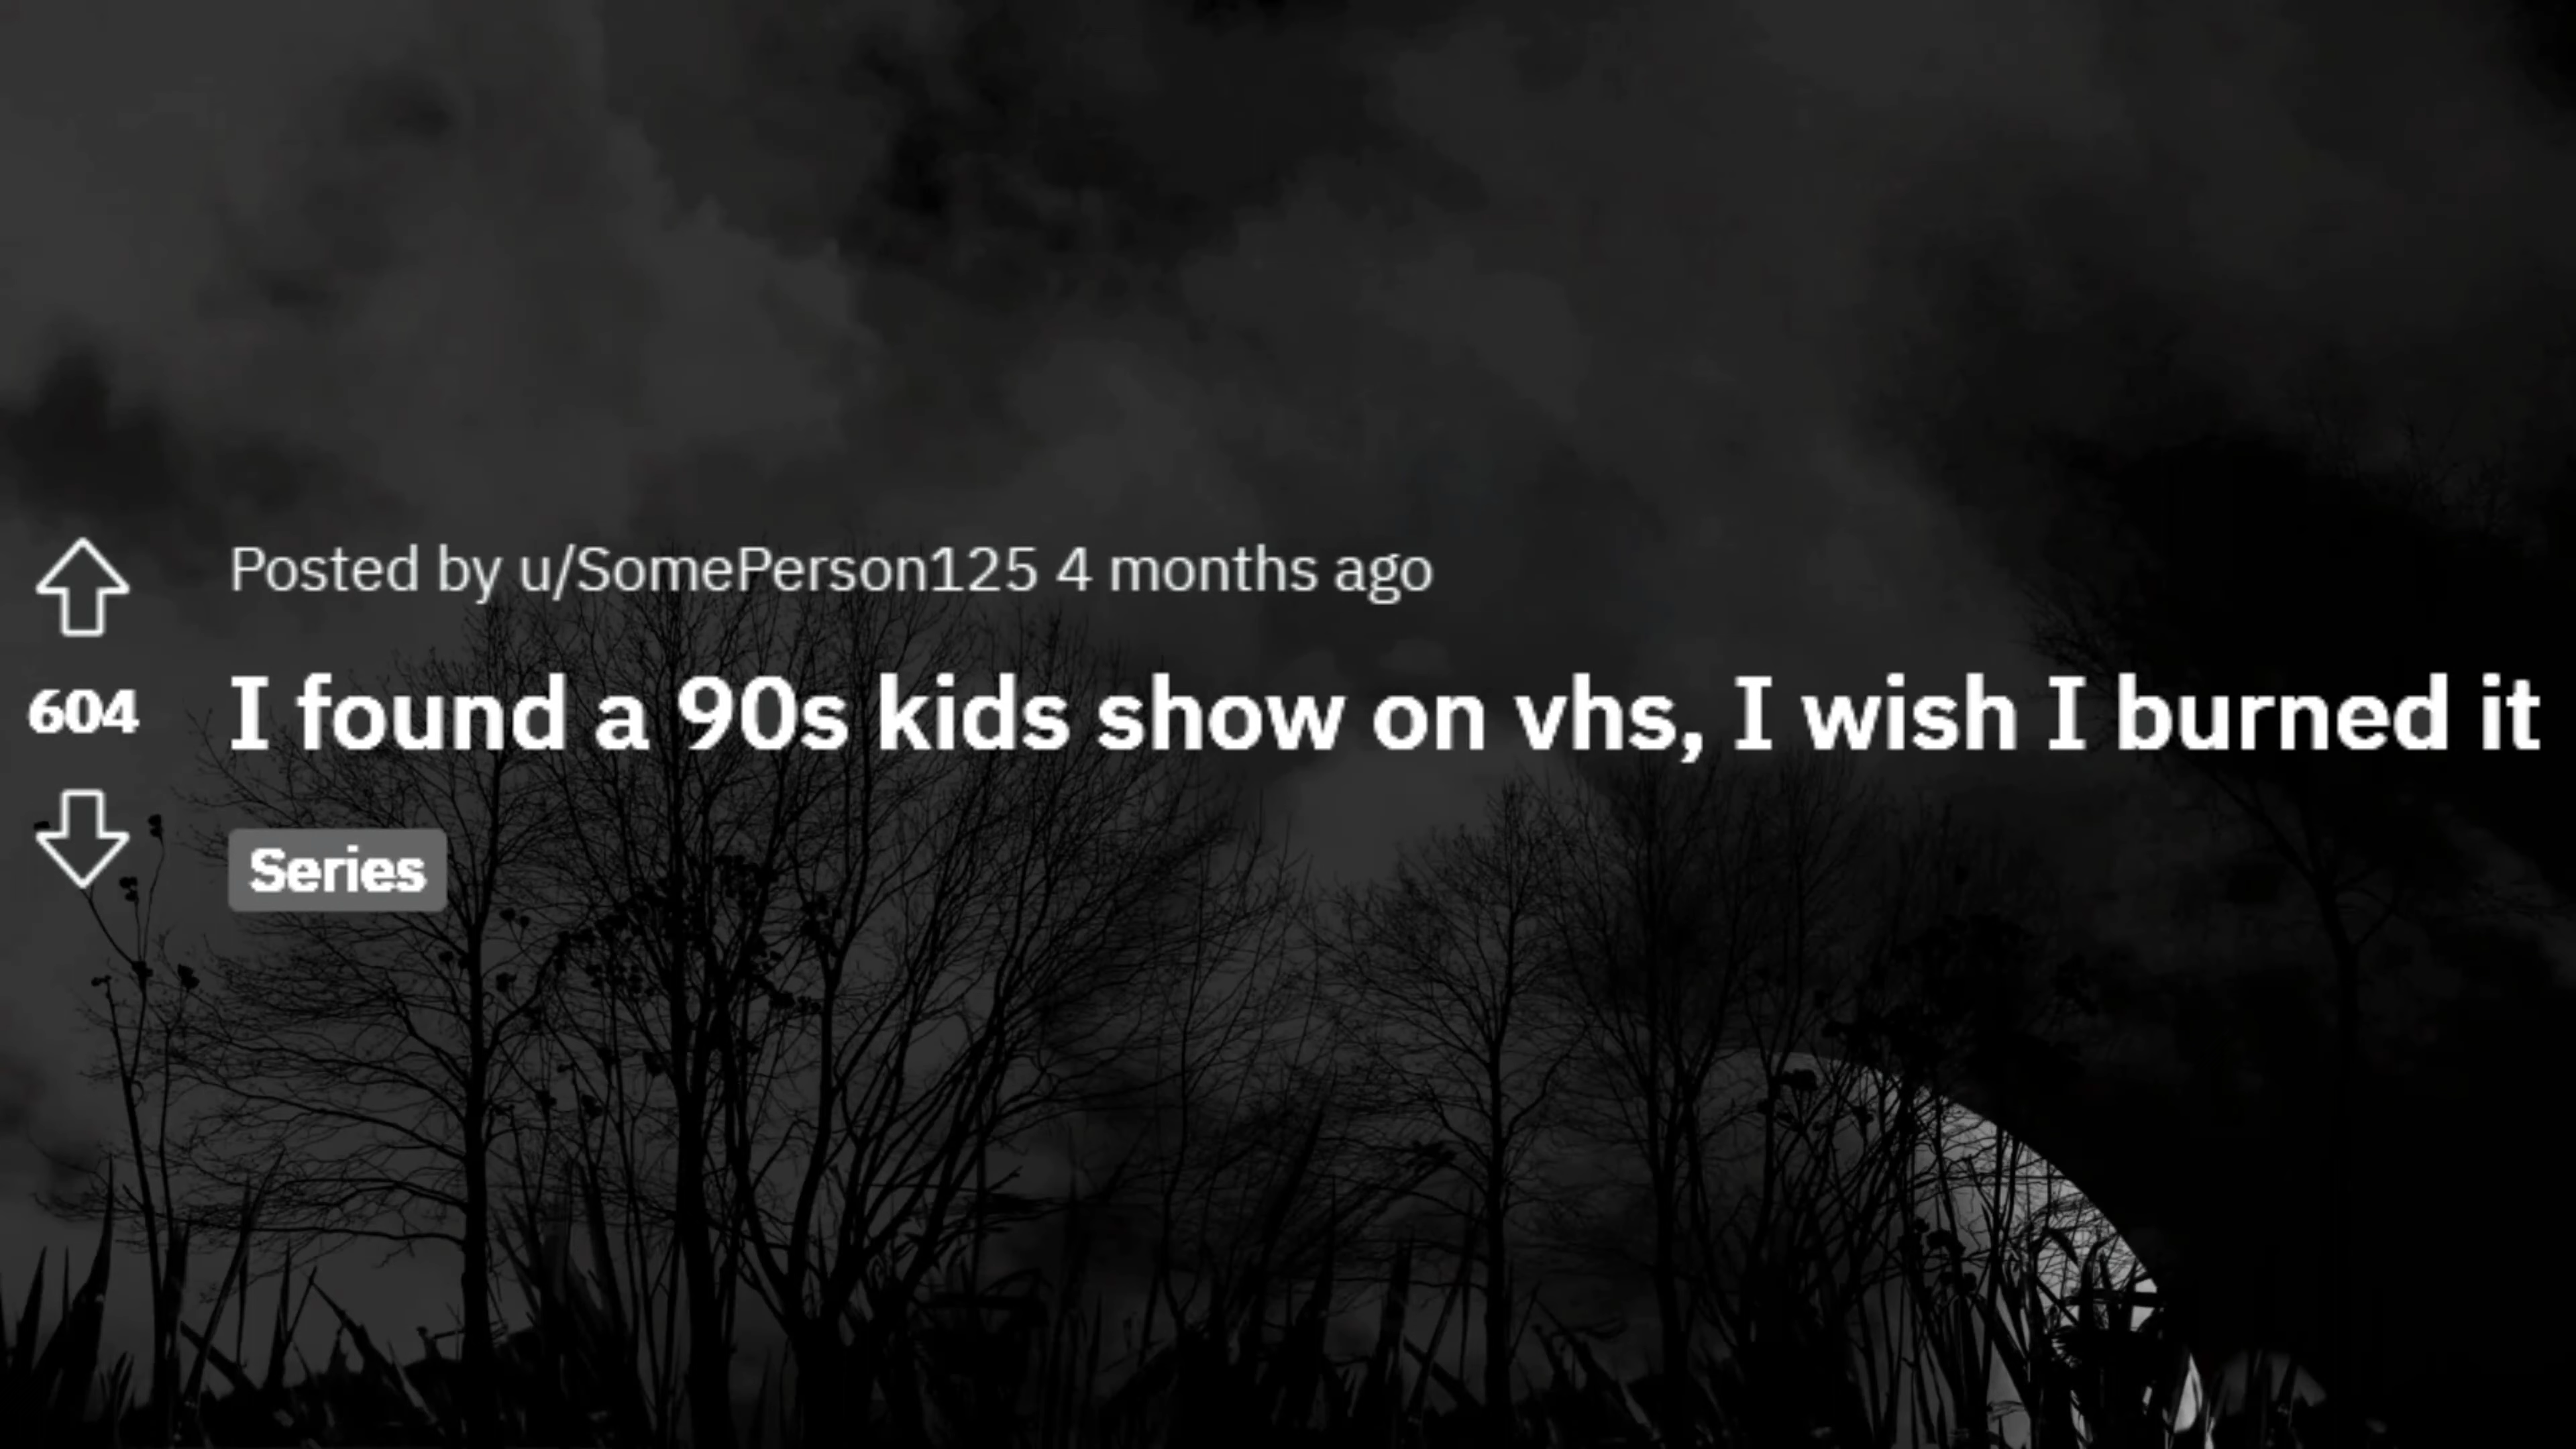 Posted by u/SomePerson125 4 months ago
604
I found a 90s kids show on vhs, I wish I burned it
Series